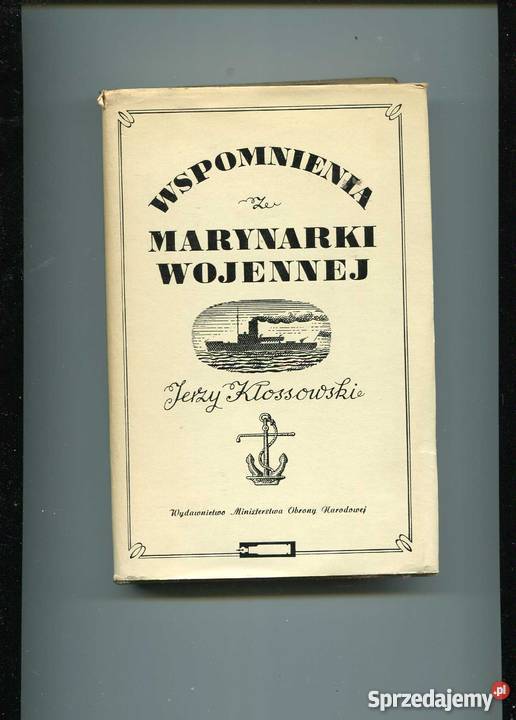 WSPOMNIENIA
ze
MARYNARKI
WOJENNEJ
Jerzy Kłossowski
Wydawnictwo Ministerstwa Obrony Narodowej
Sprzedajemy.pl